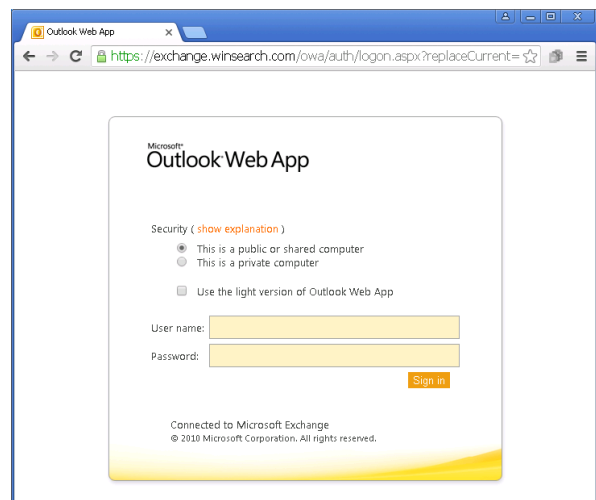 Outlook Web App
https://exchange.winsearch.com/owa/auth/logon.aspx?replaceCurrent=
Microsoft®
Outlook Web App
Security ( show explanation )
This is a public or shared computer
This is a private computer
Use the light version of Outlook Web App
User name:
Password:
Sign in
Connected to Microsoft Exchange
© 2010 Microsoft Corporation. All rights reserved.